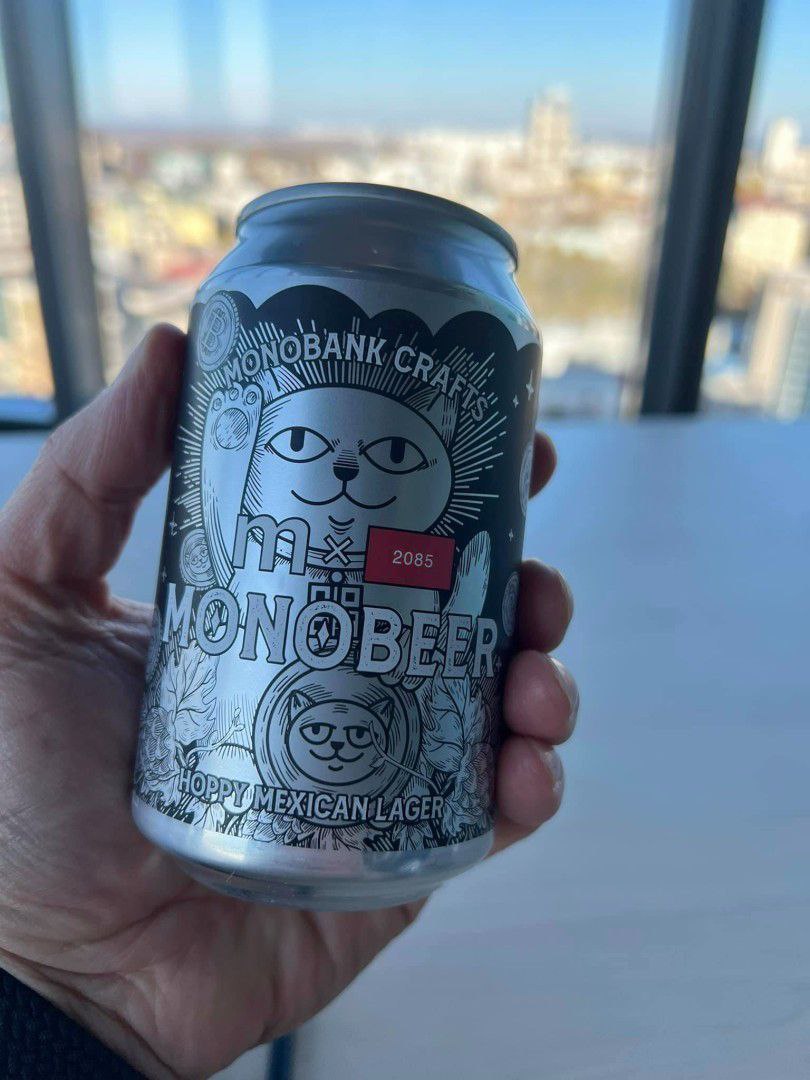 MONOBANK CRAFTS
m × 2085
MONOBEER
HOPPY MEXICAN LAGER